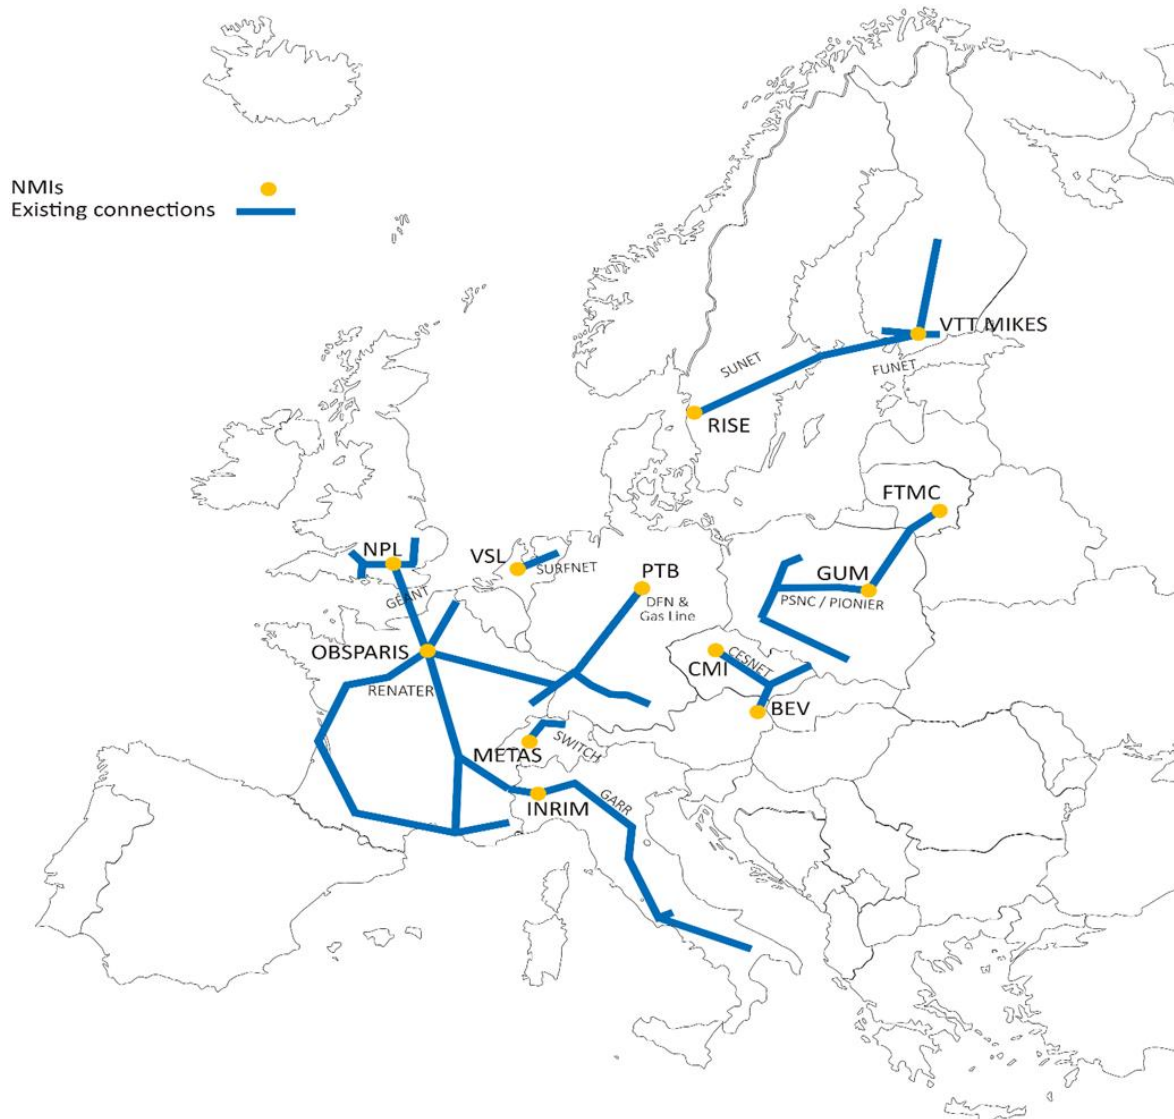 NMIs
Existing connections
VTT MIKES
SUNET
FUNET
RISE
FTMC
NPL
VSL
SURFNET
PTB
GUM
GÉANT
DFN &
Gas Line
PSNC / PIONIER
OBSPARIS
CMI
CESNET
RENATER
BEV
METAS
SWITCH
INRIM
GARR